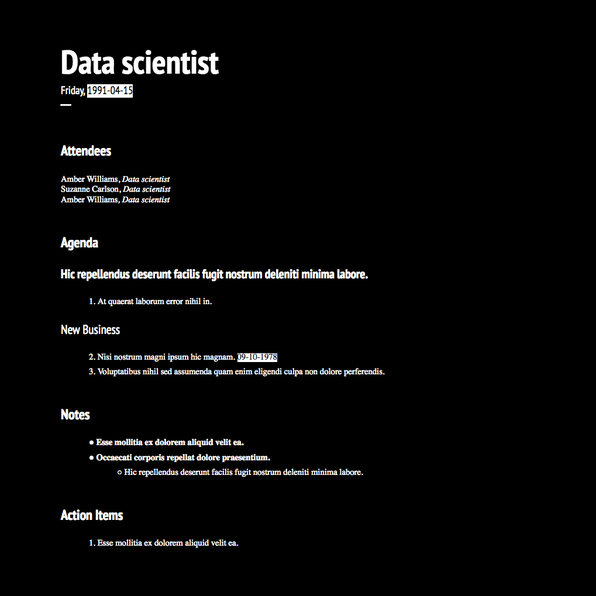 Data scientist
Friday, 1991-04-15
Attendees
Amber Williams, Data scientist
Suzanne Carlson, Data scientist
Amber Williams, Data scientist
Agenda
Hic repellendus deserunt facilis fugit nostrum deleniti minima labore.
1. At quaerat laborum error nihil in.
New Business
2. Nisi nostrum magni ipsum hic magnam. 09-10-1978
3. Voluptatibus nihil sed assumenda quam enim eligendi culpa non dolore perferendis.
Notes
● Esse mollitia ex dolorem aliquid velit ea.
● Occaecati corporis repellat dolore praesentium.
○ Hic repellendus deserunt facilis fugit nostrum deleniti minima labore.
Action Items
1. Esse mollitia ex dolorem aliquid velit ea.